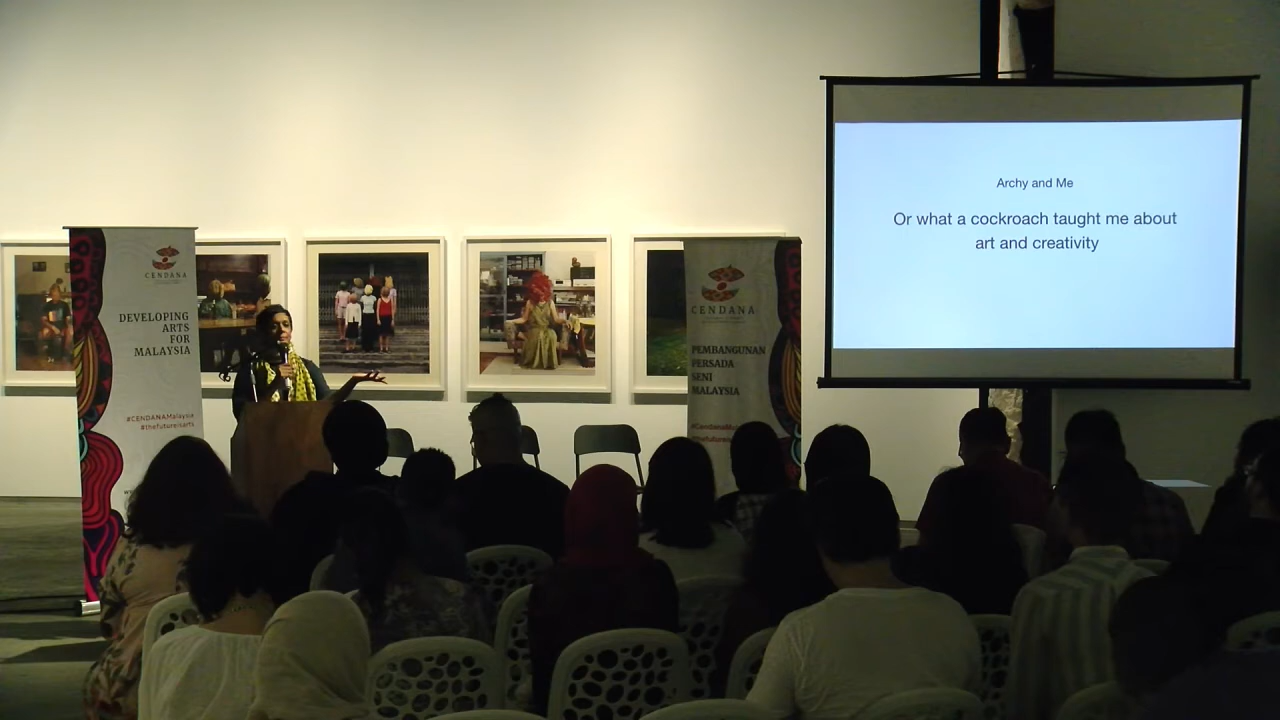 CENDANA
DEVELOPING
ARTS
FOR
MALAYSIA
#CENDANAMalaysia
#thefutureisarts
CENDANA
PEMBANGUNAN
PERSADA
SENI
MALAYSIA
Archy and Me
Or what a cockroach taught me about
art and creativity